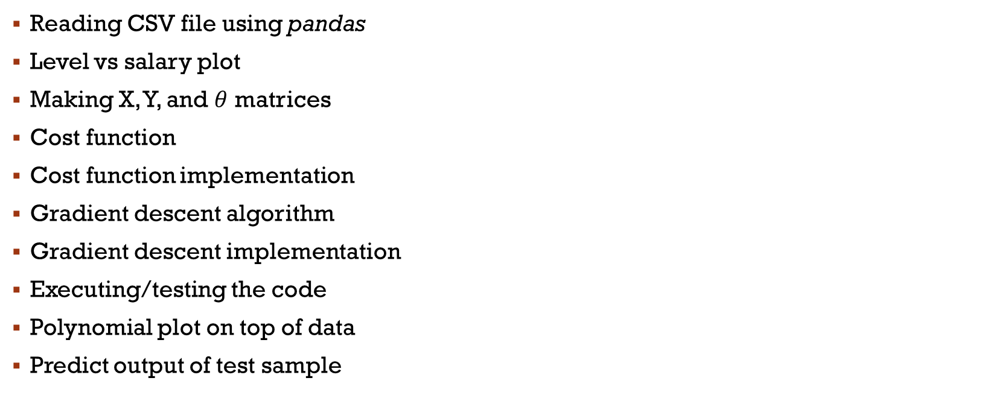 ▪ Reading CSV file using pandas
▪ Level vs salary plot
▪ Making X, Y, and θ matrices
▪ Cost function
▪ Cost function implementation
▪ Gradient descent algorithm
▪ Gradient descent implementation
▪ Executing/testing the code
▪ Polynomial plot on top of data
▪ Predict output of test sample